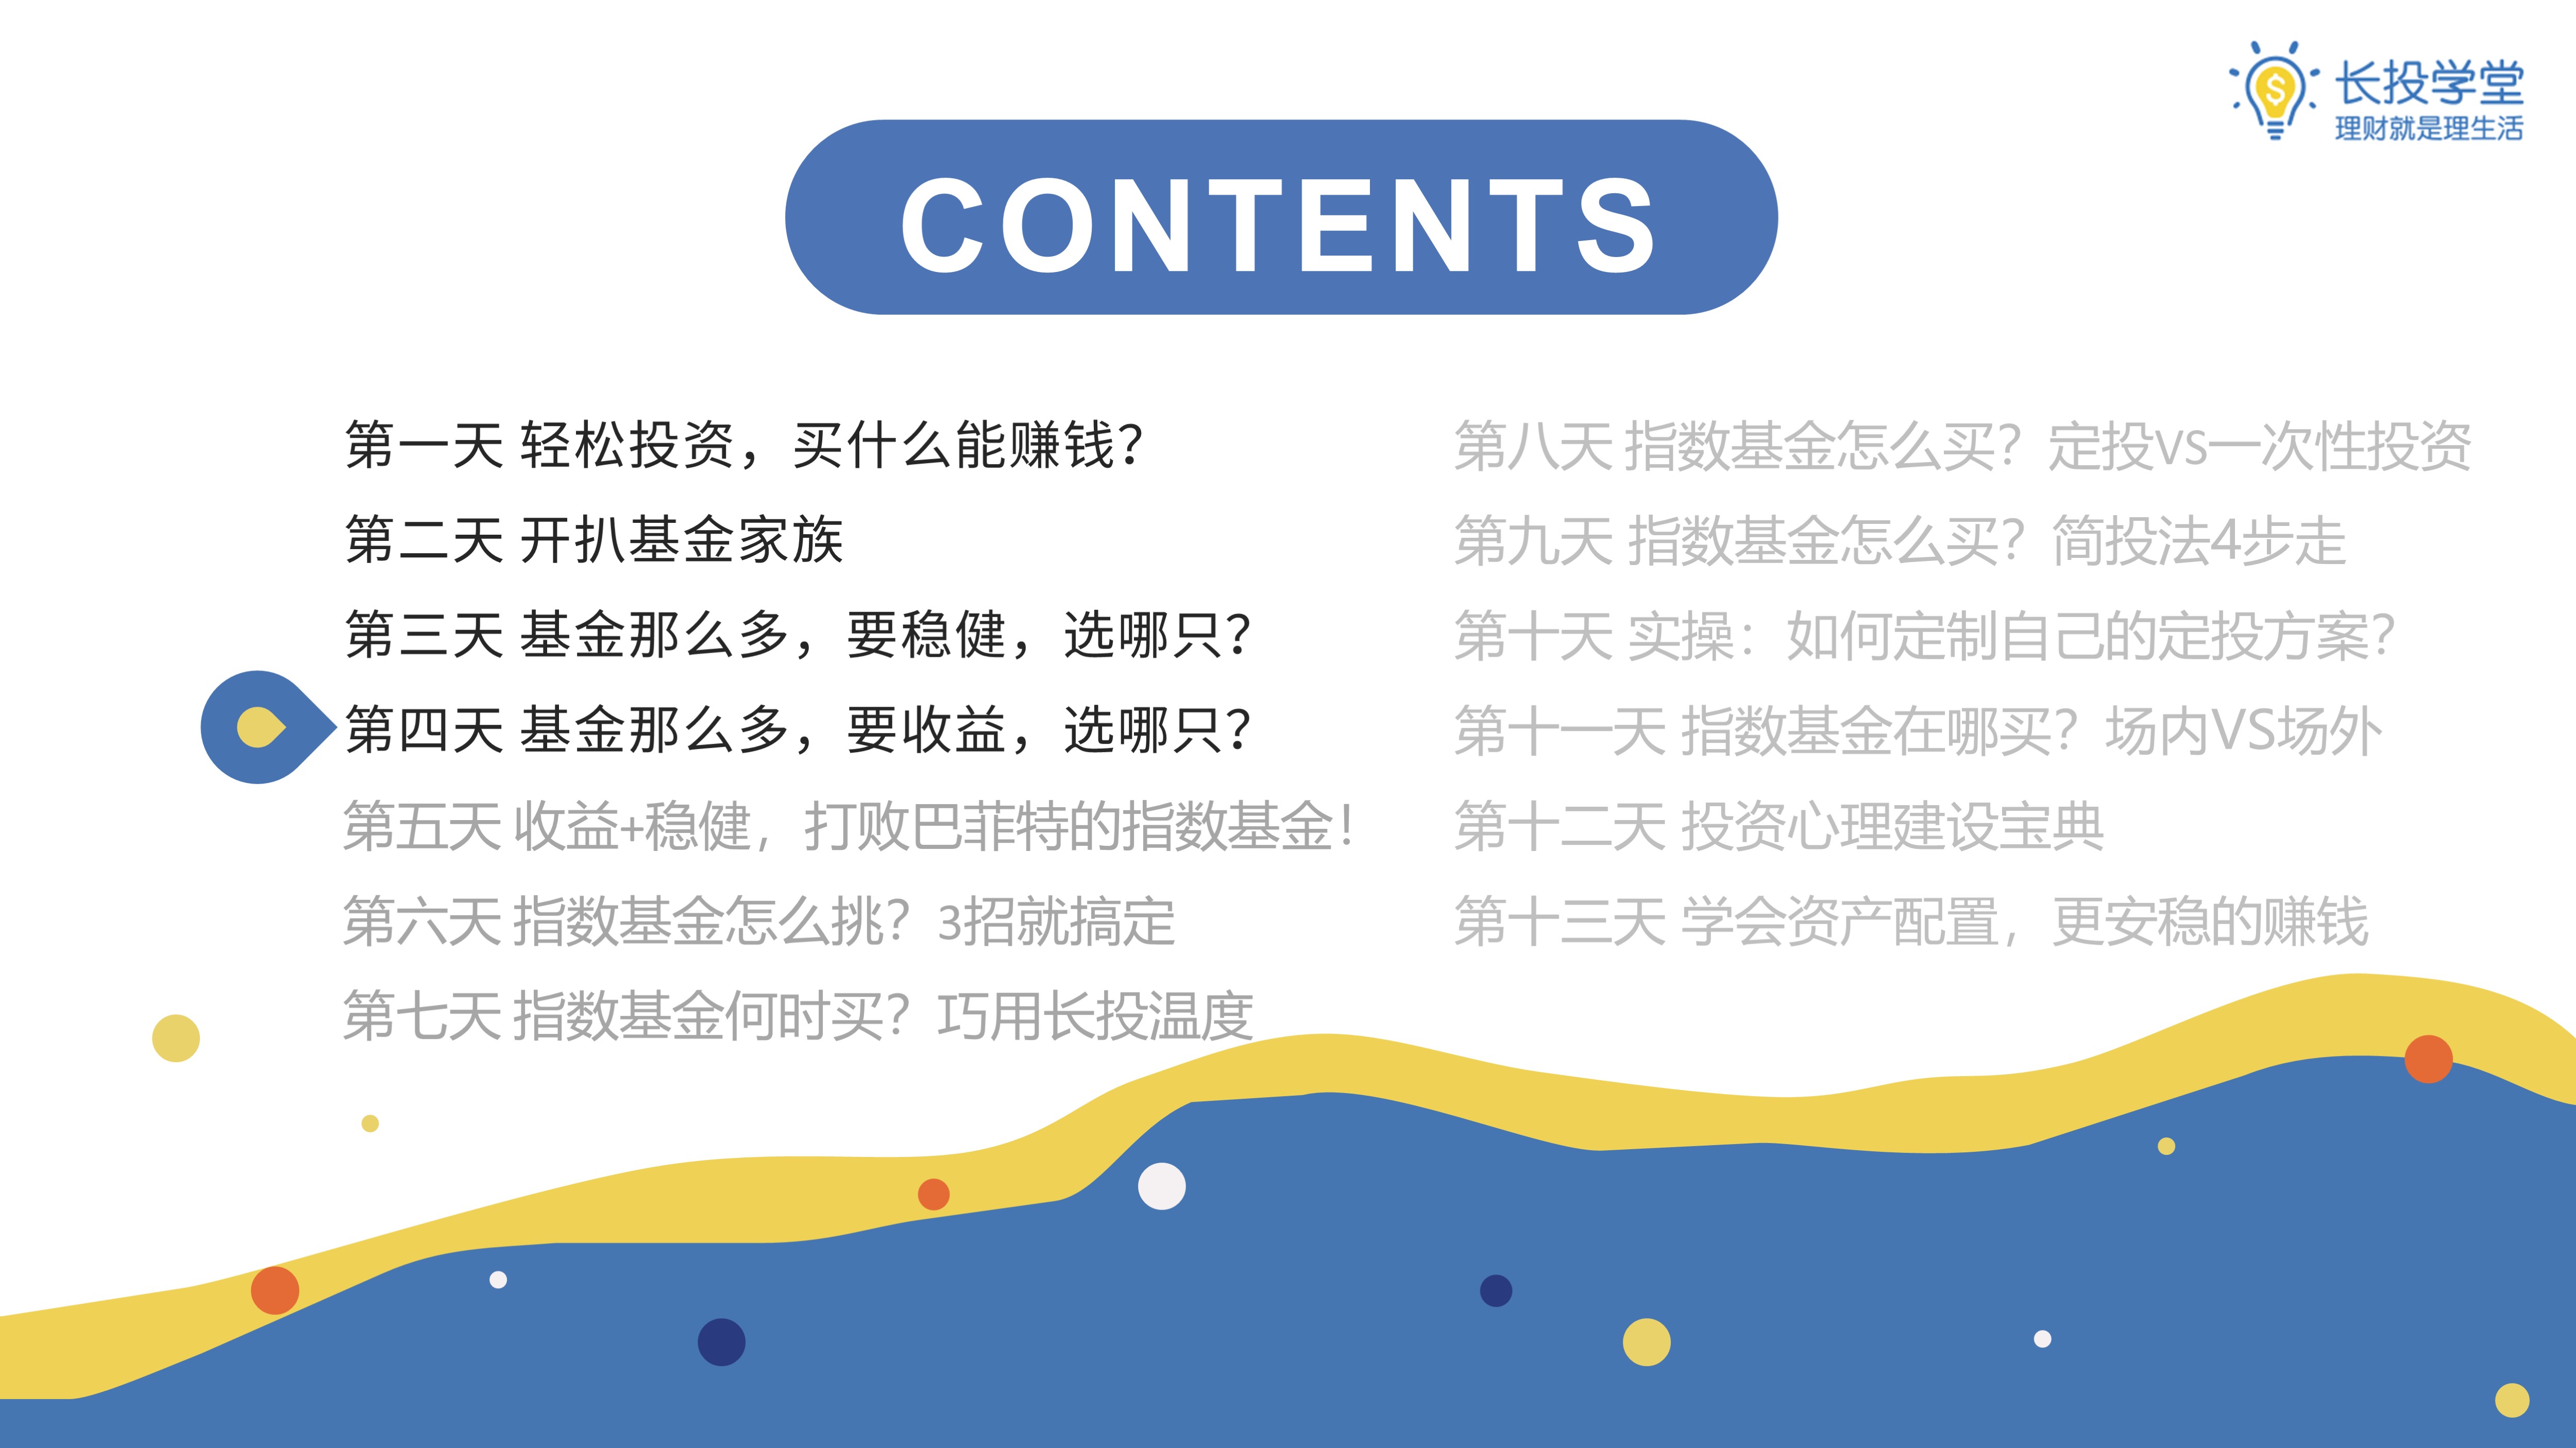 长投学堂
理财就是理生活
CONTENTS
第一天 轻松投资，买什么能赚钱？
第二天 开扒基金家族
第三天 基金那么多，要稳健，选哪只？
第四天 基金那么多，要收益，选哪只？
第五天 收益+稳健，打败巴菲特的指数基金！
第六天 指数基金怎么挑？3招就搞定
第七天 指数基金何时买？巧用长投温度
第八天 指数基金怎么买？定投VS一次性投资
第九天 指数基金怎么买？简投法4步走
第十天 实操：如何定制自己的定投方案？
第十一天 指数基金在哪买？场内VS场外
第十二天 投资心理建设宝典
第十三天 学会资产配置，更安稳的赚钱